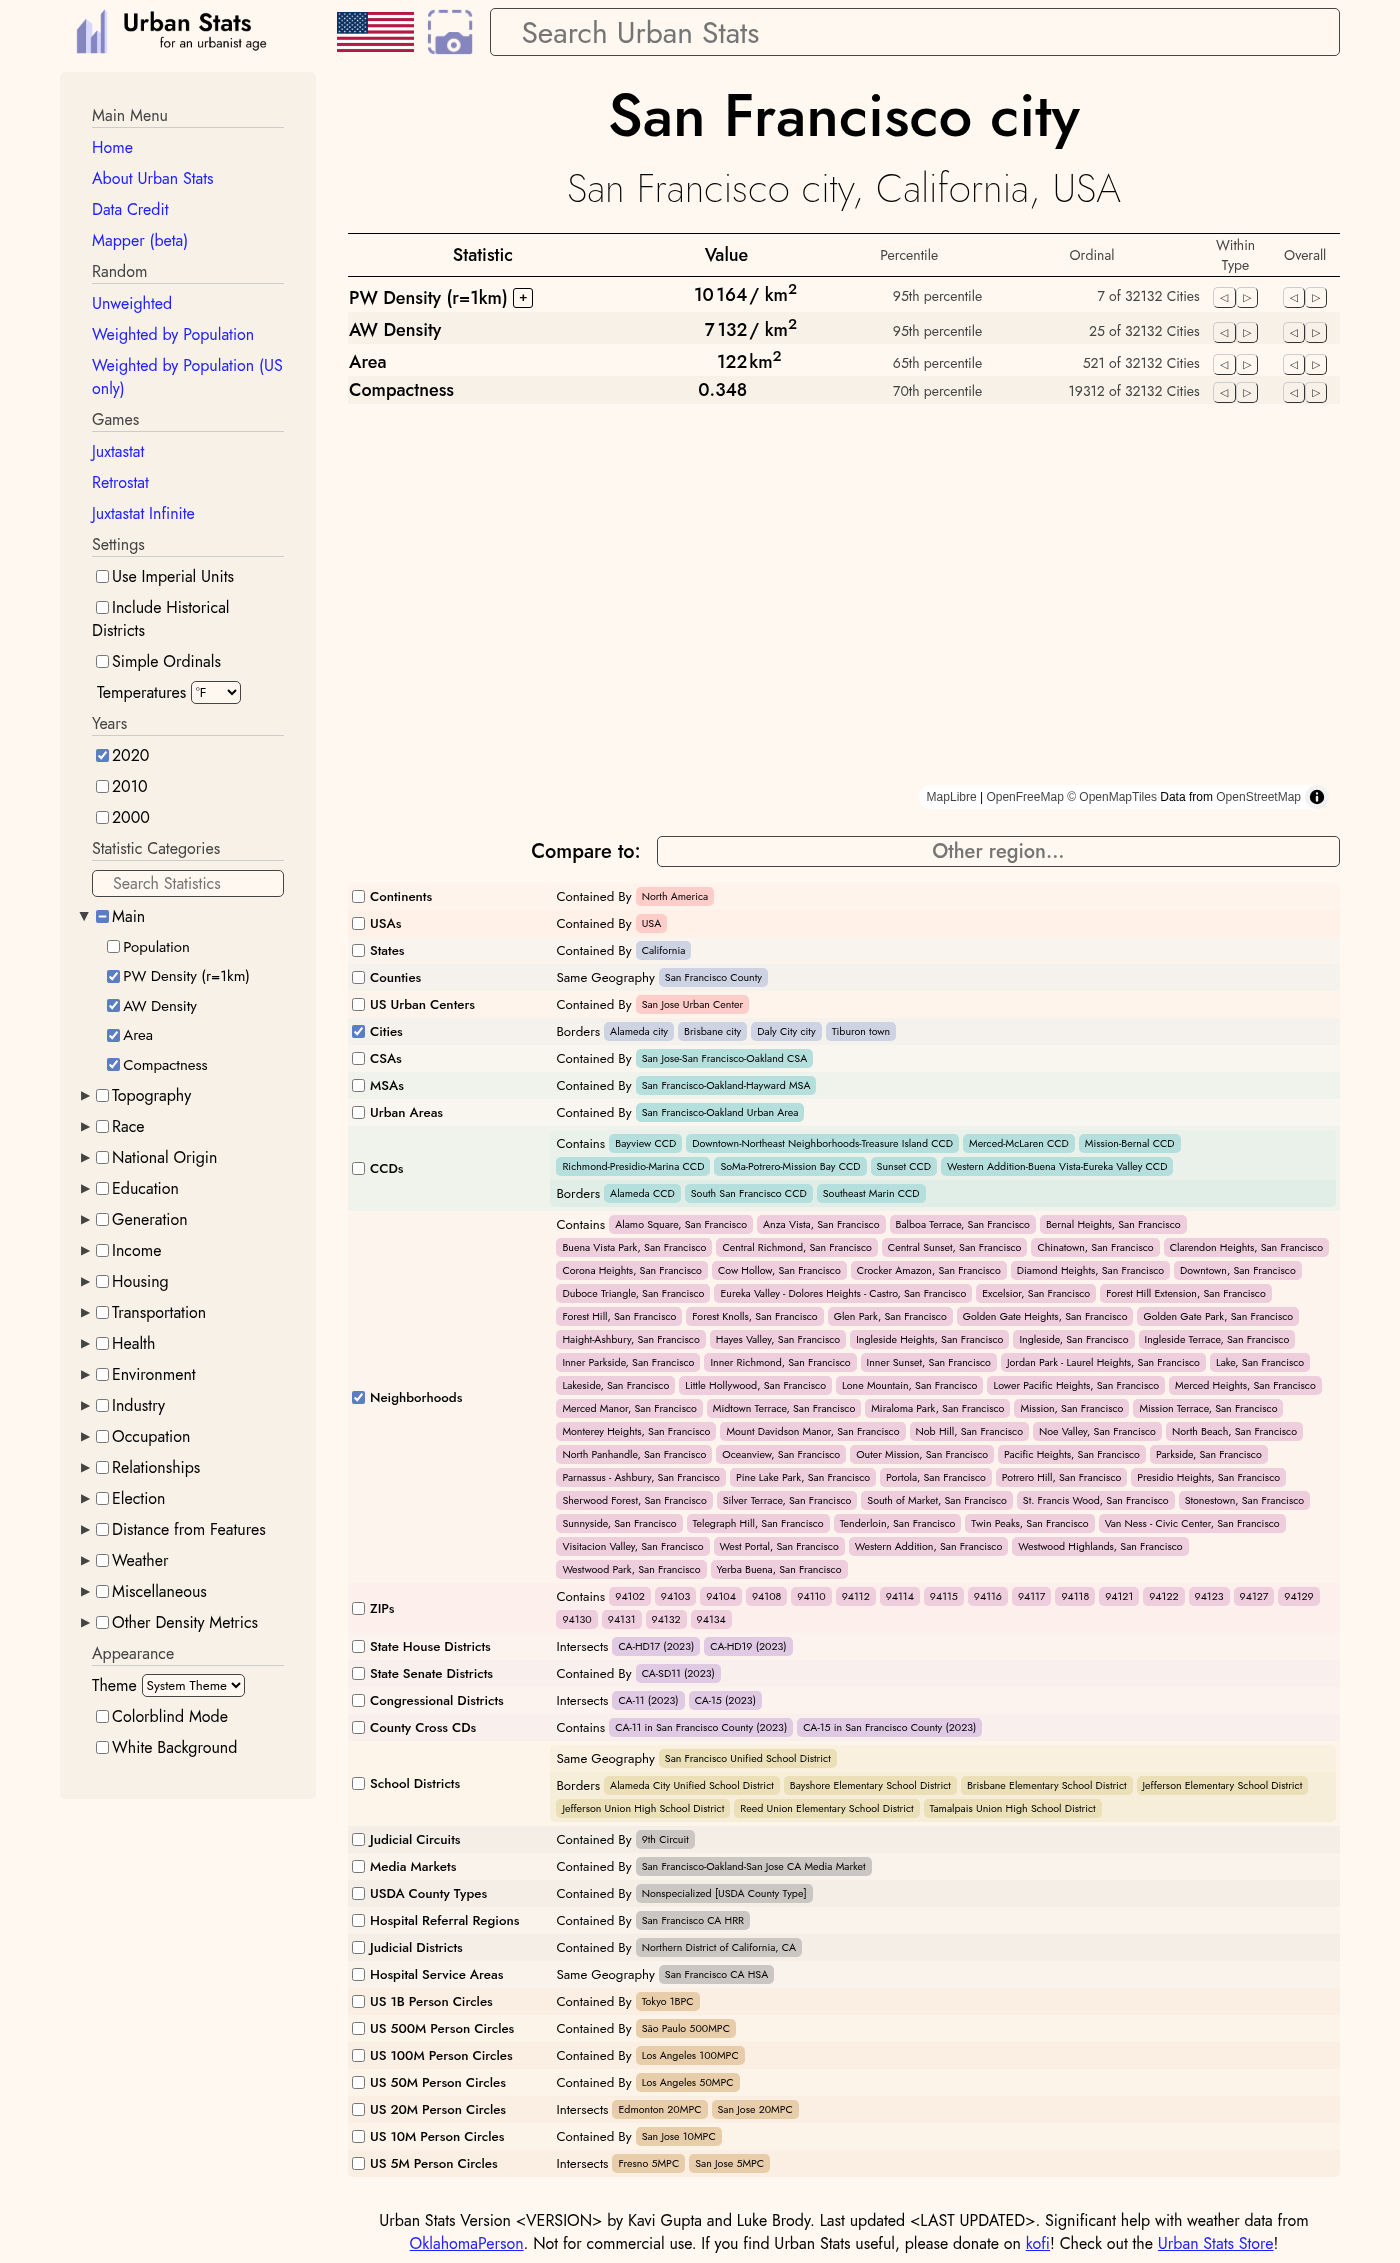 Urban Stats
for an urbanist age
Search Urban Stats
Main Menu
Home
About Urban Stats
Data Credit
Mapper (beta)
Random
Unweighted
Weighted by Population
Weighted by Population (US
only)
Games
Juxtastat
Retrostat
Juxtastat Infinite
Settings
Use Imperial Units
Include Historical
Districts
Simple Ordinals
Temperatures °F
Years
2020
2010
2000
Statistic Categories
Search Statistics
Main
Population
PW Density (r=1km)
AW Density
Area
Compactness
Topography
Race
National Origin
Education
Generation
Income
Housing
Transportation
Health
Environment
Industry
Occupation
Relationships
Election
Distance from Features
Weather
Miscellaneous
Other Density Metrics
Appearance
Theme System Theme
Colorblind Mode
White Background
San Francisco city
San Francisco city, California, USA
Statistic Value Percentile Ordinal Within Type Overall
PW Density (r=1km) + 10 164 / km² 95th percentile 7 of 32132 Cities
AW Density 7 132 / km² 95th percentile 25 of 32132 Cities
Area 122 km² 65th percentile 521 of 32132 Cities
Compactness 0.348 70th percentile 19312 of 32132 Cities
MapLibre | OpenFreeMap © OpenMapTiles Data from OpenStreetMap
Compare to: Other region...
Continents Contained By North America
USAs Contained By USA
States Contained By California
Counties Same Geography San Francisco County
US Urban Centers Contained By San Jose Urban Center
Cities Borders Alameda city Brisbane city Daly City city Tiburon town
CSAs Contained By San Jose-San Francisco-Oakland CSA
MSAs Contained By San Francisco-Oakland-Hayward MSA
Urban Areas Contained By San Francisco-Oakland Urban Area
CCDs
Contains Bayview CCD Downtown-Northeast Neighborhoods-Treasure Island CCD Merced-McLaren CCD Mission-Bernal CCD
Richmond-Presidio-Marina CCD SoMa-Potrero-Mission Bay CCD Sunset CCD Western Addition-Buena Vista-Eureka Valley CCD
Borders Alameda CCD South San Francisco CCD Southeast Marin CCD
Neighborhoods
Contains Alamo Square, San Francisco Anza Vista, San Francisco Balboa Terrace, San Francisco Bernal Heights, San Francisco
Buena Vista Park, San Francisco Central Richmond, San Francisco Central Sunset, San Francisco Chinatown, San Francisco Clarendon Heights, San Francisco
Corona Heights, San Francisco Cow Hollow, San Francisco Crocker Amazon, San Francisco Diamond Heights, San Francisco Downtown, San Francisco
Duboce Triangle, San Francisco Eureka Valley - Dolores Heights - Castro, San Francisco Excelsior, San Francisco Forest Hill Extension, San Francisco
Forest Hill, San Francisco Forest Knolls, San Francisco Glen Park, San Francisco Golden Gate Heights, San Francisco Golden Gate Park, San Francisco
Haight-Ashbury, San Francisco Hayes Valley, San Francisco Ingleside Heights, San Francisco Ingleside, San Francisco Ingleside Terrace, San Francisco
Inner Parkside, San Francisco Inner Richmond, San Francisco Inner Sunset, San Francisco Jordan Park - Laurel Heights, San Francisco Lake, San Francisco
Lakeside, San Francisco Little Hollywood, San Francisco Lone Mountain, San Francisco Lower Pacific Heights, San Francisco Merced Heights, San Francisco
Merced Manor, San Francisco Midtown Terrace, San Francisco Miraloma Park, San Francisco Mission, San Francisco Mission Terrace, San Francisco
Monterey Heights, San Francisco Mount Davidson Manor, San Francisco Nob Hill, San Francisco Noe Valley, San Francisco North Beach, San Francisco
North Panhandle, San Francisco Oceanview, San Francisco Outer Mission, San Francisco Pacific Heights, San Francisco Parkside, San Francisco
Parnassus - Ashbury, San Francisco Pine Lake Park, San Francisco Portola, San Francisco Potrero Hill, San Francisco Presidio Heights, San Francisco
Sherwood Forest, San Francisco Silver Terrace, San Francisco South of Market, San Francisco St. Francis Wood, San Francisco Stonestown, San Francisco
Sunnyside, San Francisco Telegraph Hill, San Francisco Tenderloin, San Francisco Twin Peaks, San Francisco Van Ness - Civic Center, San Francisco
Visitacion Valley, San Francisco West Portal, San Francisco Western Addition, San Francisco Westwood Highlands, San Francisco
Westwood Park, San Francisco Yerba Buena, San Francisco
ZIPs
Contains 94102 94103 94104 94108 94110 94112 94114 94115 94116 94117 94118 94121 94122 94123 94127 94129
94130 94131 94132 94134
State House Districts Intersects CA-HD17 (2023) CA-HD19 (2023)
State Senate Districts Contained By CA-SD11 (2023)
Congressional Districts Intersects CA-11 (2023) CA-15 (2023)
County Cross CDs Contains CA-11 in San Francisco County (2023) CA-15 in San Francisco County (2023)
School Districts
Same Geography San Francisco Unified School District
Borders Alameda City Unified School District Bayshore Elementary School District Brisbane Elementary School District Jefferson Elementary School District
Jefferson Union High School District Reed Union Elementary School District Tamalpais Union High School District
Judicial Circuits Contained By 9th Circuit
Media Markets Contained By San Francisco-Oakland-San Jose CA Media Market
USDA County Types Contained By Nonspecialized [USDA County Type]
Hospital Referral Regions Contained By San Francisco CA HRR
Judicial Districts Contained By Northern District of California, CA
Hospital Service Areas Same Geography San Francisco CA HSA
US 1B Person Circles Contained By Tokyo 1BPC
US 500M Person Circles Contained By São Paulo 500MPC
US 100M Person Circles Contained By Los Angeles 100MPC
US 50M Person Circles Contained By Los Angeles 50MPC
US 20M Person Circles Intersects Edmonton 20MPC San Jose 20MPC
US 10M Person Circles Contained By San Jose 10MPC
US 5M Person Circles Intersects Fresno 5MPC San Jose 5MPC
Urban Stats Version <VERSION> by Kavi Gupta and Luke Brody. Last updated <LAST UPDATED>. Significant help with weather data from
OklahomaPerson. Not for commercial use. If you find Urban Stats useful, please donate on kofi! Check out the Urban Stats Store!